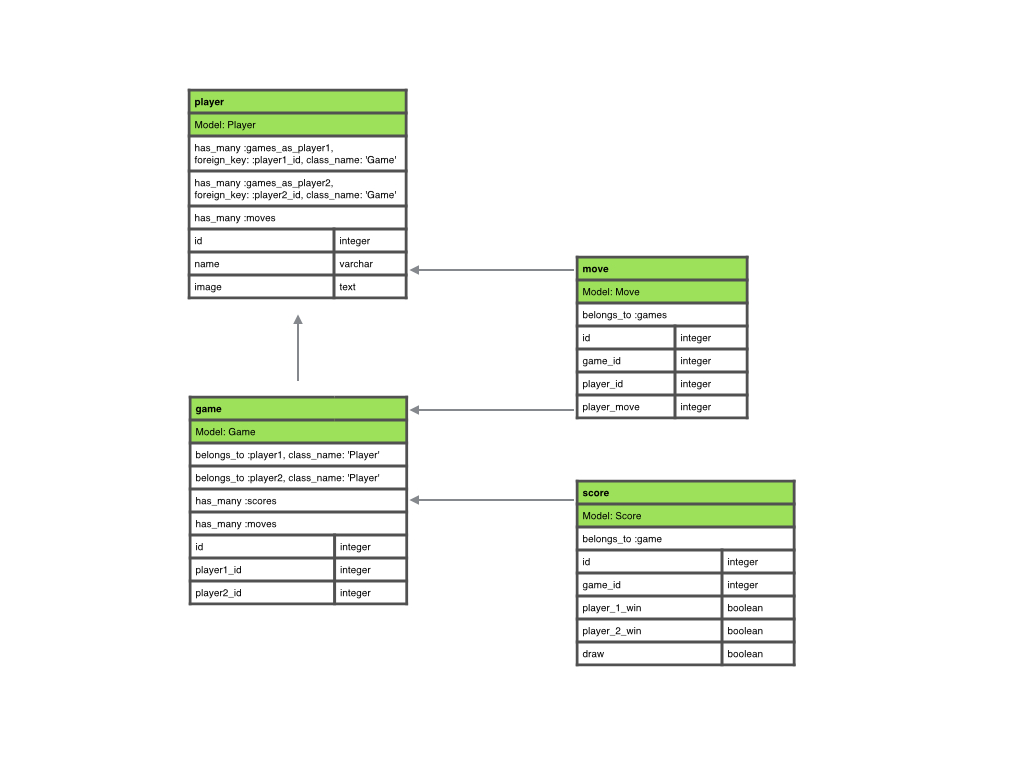 player
Model: Player
has_many :games_as_player1,
foreign_key: :player1_id, class_name: 'Game'
has_many :games_as_player2,
foreign_key: :player2_id, class_name: 'Game'
has_many :moves
id integer
name varchar
image text
move
Model: Move
belongs_to :games
id integer
game_id integer
player_id integer
player_move integer
game
Model: Game
belongs_to :player1, class_name: 'Player'
belongs_to :player2, class_name: 'Player'
has_many :scores
has_many :moves
id integer
player1_id integer
player2_id integer
score
Model: Score
belongs_to :game
id integer
game_id integer
player_1_win boolean
player_2_win boolean
draw boolean